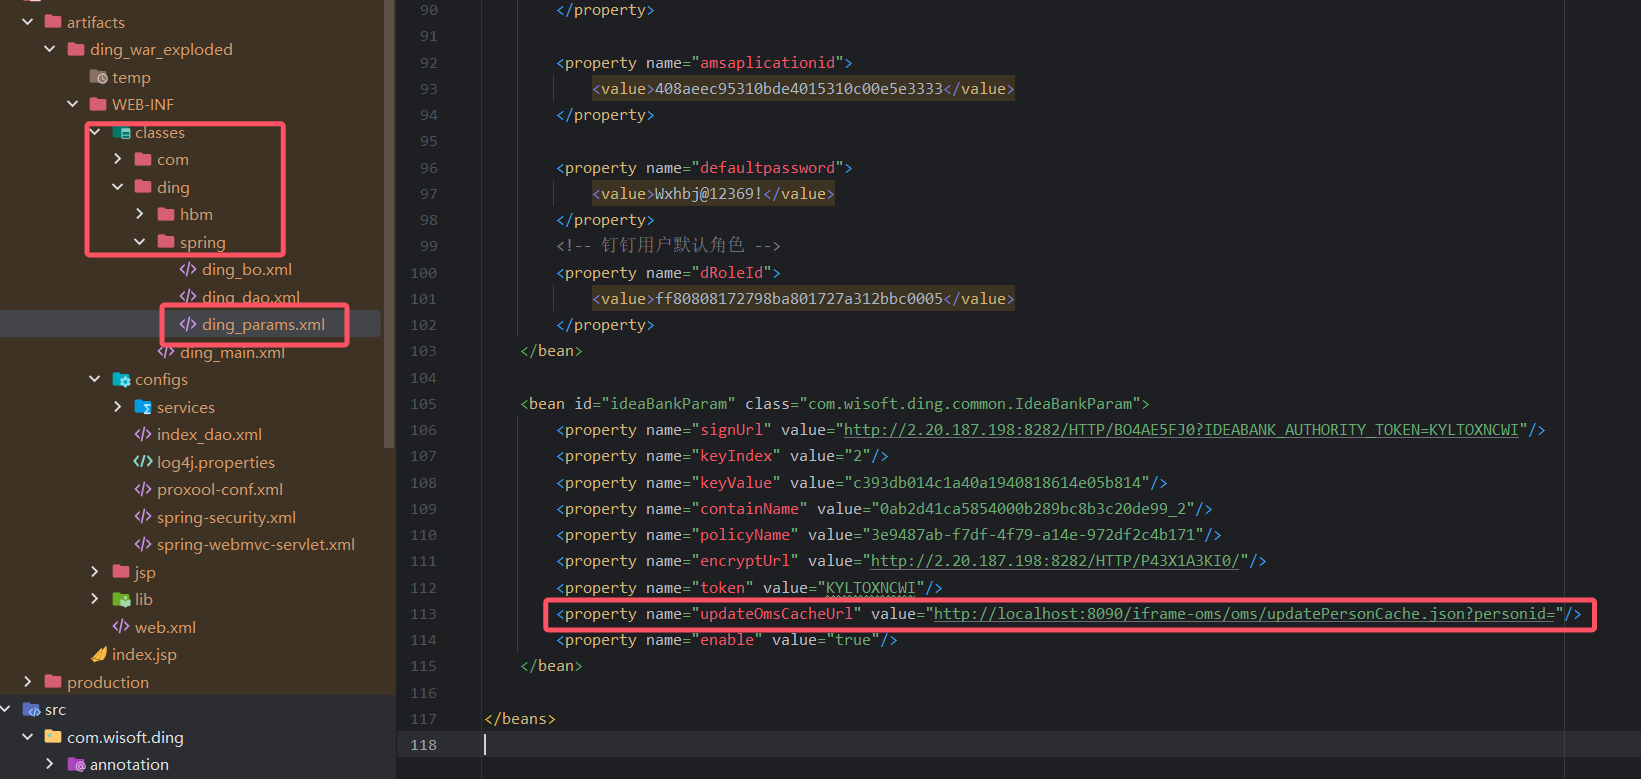 artifacts
ding_war_exploded
temp
WEB-INF
classes
com
ding
hbm
spring
ding_bo.xml
ding_dao.xml
ding_params.xml
ding_main.xml
configs
services
index_dao.xml
log4j.properties
proxool-conf.xml
spring-security.xml
spring-webmvc-servlet.xml
jsp
lib
web.xml
index.jsp
production
src
com.wisoft.ding
annotation
90 </property>
91
92 <property name="amsaplicationid">
93 <value>408aeec95310bde4015310c00e5e3333</value>
94 </property>
95
96 <property name="defaultpassword">
97 <value>Wxhbj@12369!</value>
98 </property>
99 <!-- 钉钉用户默认角色 -->
100 <property name="dRoleId">
101 <value>ff80808172798ba801727a312bbc0005</value>
102 </property>
103 </bean>
104
105 <bean id="ideaBankParam" class="com.wisoft.ding.common.IdeaBankParam">
106 <property name="signUrl" value="http://2.20.187.198:8282/HTTP/BO4AE5FJ0?IDEABANK_AUTHORITY_TOKEN=KYLTOXNCWI"/>
107 <property name="keyIndex" value="2"/>
108 <property name="keyValue" value="c393db014c1a40a1940818614e05b814"/>
109 <property name="containName" value="0ab2d41ca5854000b289bc8b3c20de99_2"/>
110 <property name="policyName" value="3e9487ab-f7df-4f79-a14e-972df2c4b171"/>
111 <property name="encryptUrl" value="http://2.20.187.198:8282/HTTP/P43X1A3KI0/"/>
112 <property name="token" value="KYLTOXNCWI"/>
113 <property name="updateOmsCacheUrl" value="http://localhost:8090/iframe-oms/oms/updatePersonCache.json?personid="/>
114 <property name="enable" value="true"/>
115 </bean>
116
117 </beans>
118